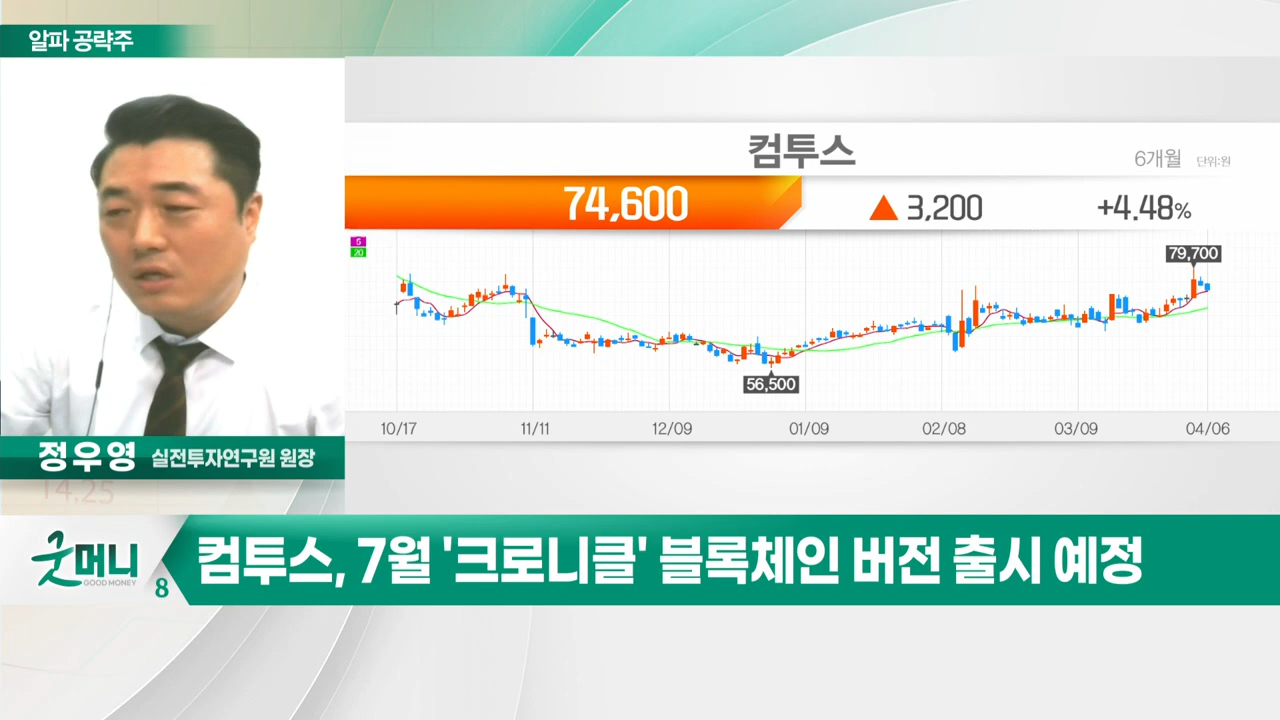 알파 공략주
컴투스
6개월 단위:원
74,600 ▲ 3,200 +4.48%
5
20
79,700
56,500
10/17 11/11 12/09 01/09 02/08 03/09 04/06
정우영 실전투자연구원 원장
14.25
굿머니
GOOD MONEY
8
컴투스, 7월 '크로니클' 블록체인 버전 출시 예정